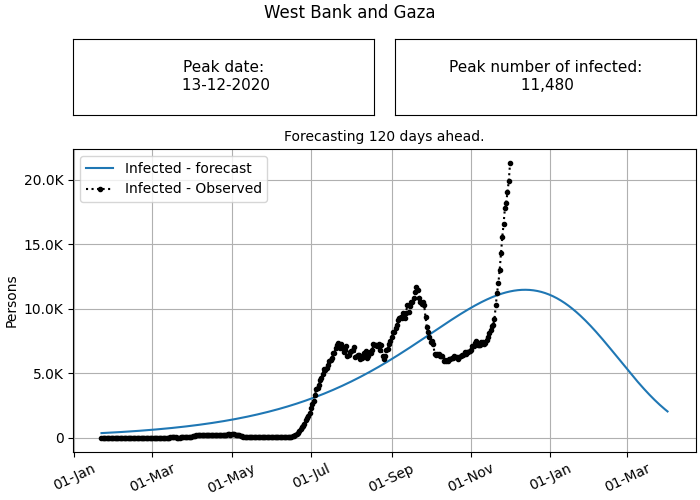 West Bank and Gaza
Peak date:
13-12-2020
Peak number of infected:
11,480
Forecasting 120 days ahead.
Infected - forecast
Infected - Observed
20.0K
15.0K
10.0K
5.0K
0
Persons
01-Jan
01-Mar
01-May
01-Jul
01-Sep
01-Nov
01-Jan
01-Mar